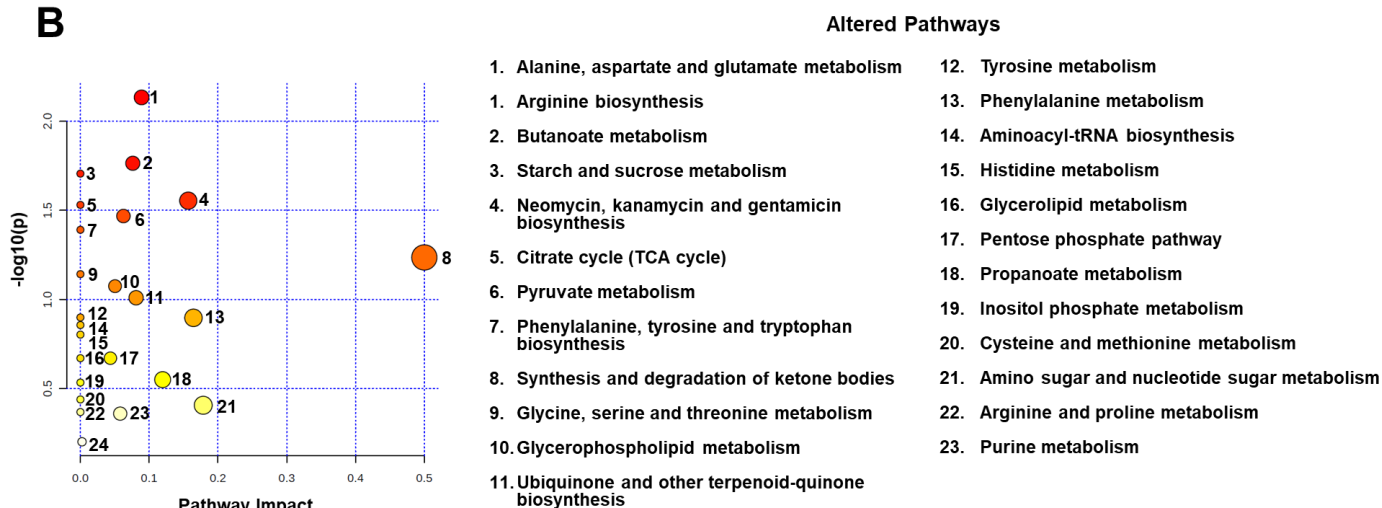 B
Altered Pathways
1. Alanine, aspartate and glutamate metabolism
1. Arginine biosynthesis
2. Butanoate metabolism
3. Starch and sucrose metabolism
4. Neomycin, kanamycin and gentamicin
biosynthesis
5. Citrate cycle (TCA cycle)
6. Pyruvate metabolism
7. Phenylalanine, tyrosine and tryptophan
biosynthesis
8. Synthesis and degradation of ketone bodies
9. Glycine, serine and threonine metabolism
10. Glycerophospholipid metabolism
11. Ubiquinone and other terpenoid-quinone
biosynthesis
12. Tyrosine metabolism
13. Phenylalanine metabolism
14. Aminoacyl-tRNA biosynthesis
15. Histidine metabolism
16. Glycerolipid metabolism
17. Pentose phosphate pathway
18. Propanoate metabolism
19. Inositol phosphate metabolism
20. Cysteine and methionine metabolism
21. Amino sugar and nucleotide sugar metabolism
22. Arginine and proline metabolism
23. Purine metabolism
-log10(p)
2.0
1.5
1.0
0.5
1
2
3
4
5
6
7
8
9
10
11
12
13
14
15
16
17
18
19
20
21
22
23
24
0.0 0.1 0.2 0.3 0.4 0.5
Pathway Impact